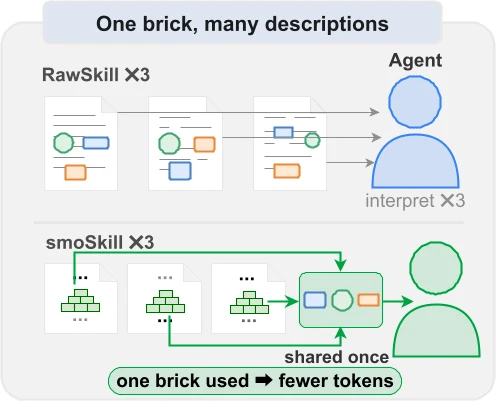 One brick, many descriptions
RawSkill ×3
Agent
interpret ×3
smoSkill ×3
...
...
...
...
...
...
shared once
one brick used ➡ fewer tokens